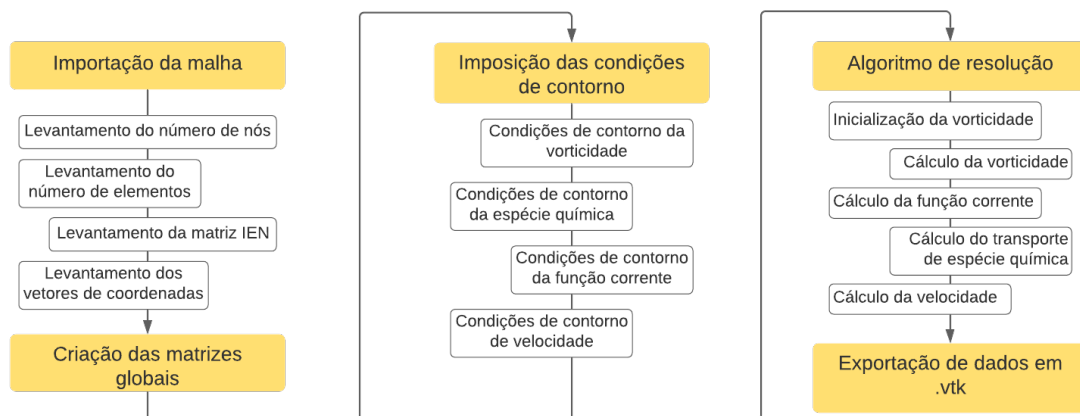 Importação da malha
Levantamento do número de nós
Levantamento do
número de elementos
Levantamento da matriz IEN
Levantamento dos
vetores de coordenadas
Criação das matrizes
globais
Imposição das condições
de contorno
Condições de contorno da
vorticidade
Condições de contorno
da espécie química
Condições de contorno
da função corrente
Condições de contorno
de velocidade
Algoritmo de resolução
Inicialização da vorticidade
Cálculo da vorticidade
Cálculo da função corrente
Cálculo do transporte
de espécie química
Cálculo da velocidade
Exportação de dados em
.vtk